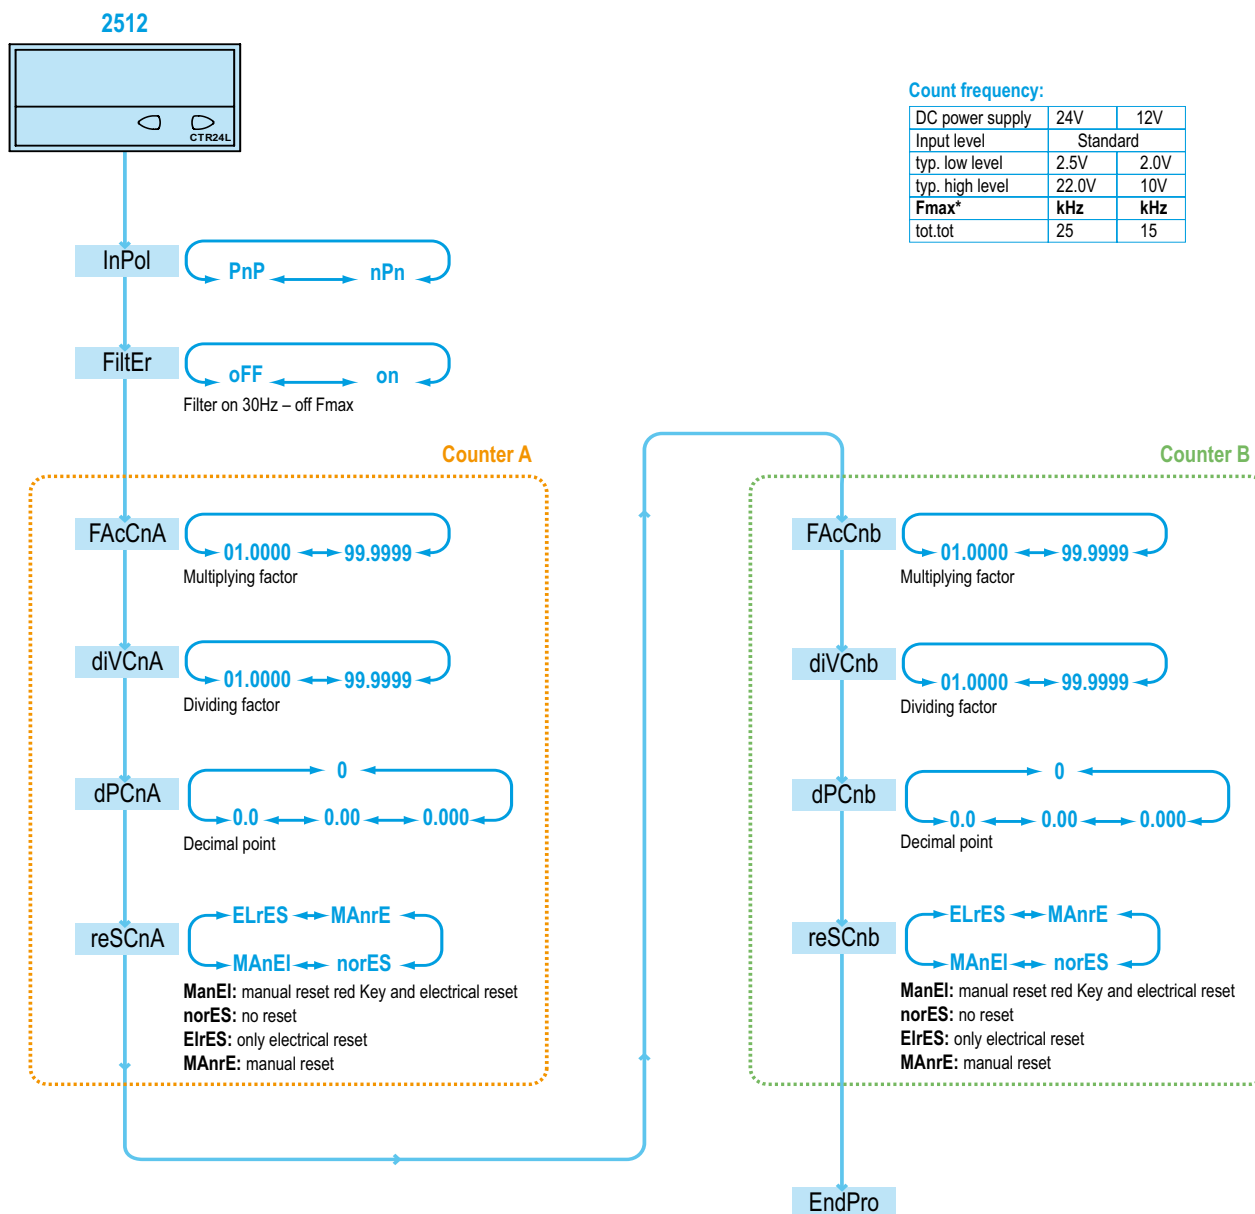 2512
CTR24L
Count frequency:
DC power supply 24V 12V
Input level Standard
typ. low level 2.5V 2.0V
typ. high level 22.0V 10V
Fmax* kHz kHz
tot.tot 25 15
InPol
PnP nPn
FiltEr
oFF on
Filter on 30Hz – off Fmax
Counter A
FAcCnA
01.0000 99.9999
Multiplying factor
diVCnA
01.0000 99.9999
Dividing factor
dPCnA
0
0.0 0.00 0.000
Decimal point
reSCnA
ELrES MAnrE
MAnEl norES
ManEl: manual reset red Key and electrical reset
norES: no reset
ElrES: only electrical reset
MAnrE: manual reset
Counter B
FAcCnb
01.0000 99.9999
Multiplying factor
diVCnb
01.0000 99.9999
Dividing factor
dPCnb
0
0.0 0.00 0.000
Decimal point
reSCnb
ELrES MAnrE
MAnEl norES
ManEl: manual reset red Key and electrical reset
norES: no reset
ElrES: only electrical reset
MAnrE: manual reset
EndPro